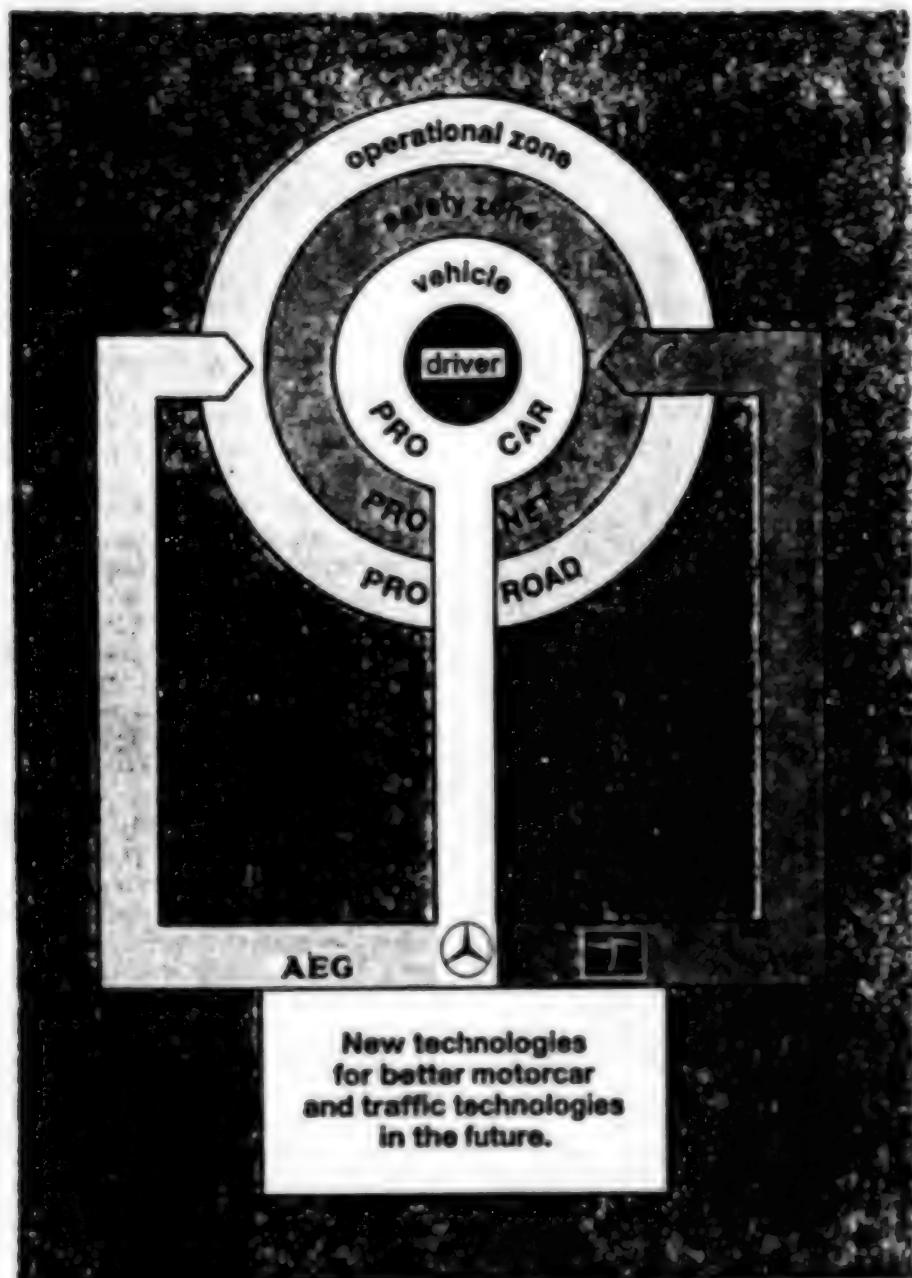 operational zone
safety zone
vehicle
driver
PRO CAR
PRO NET
PRO ROAD
AEG
New technologies
for better motorcar
and traffic technologies
in the future.